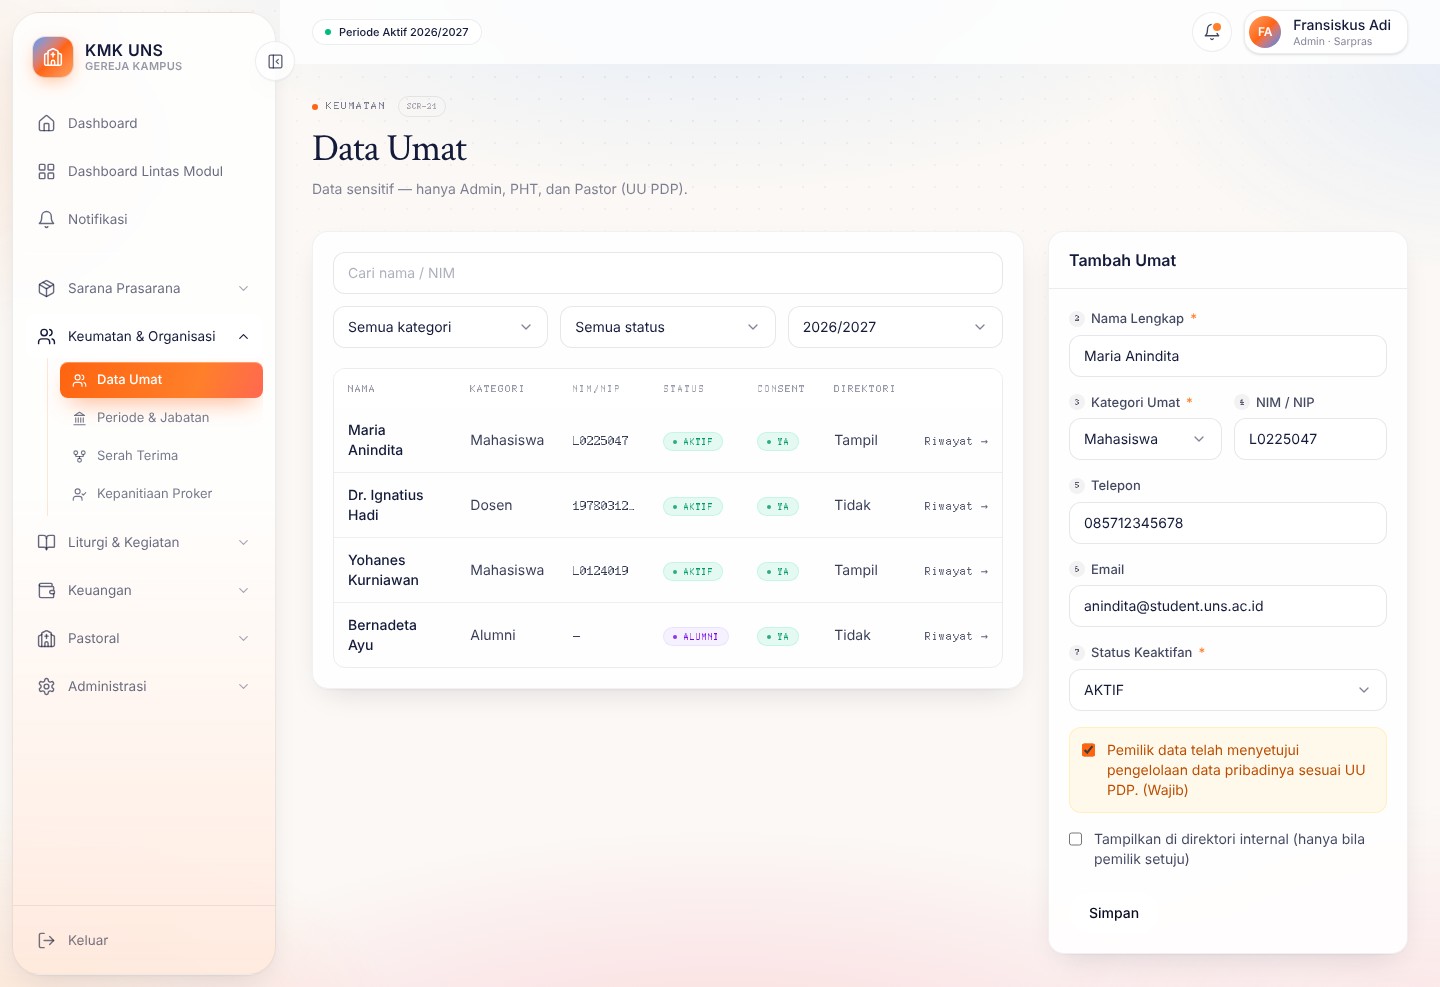 KMK UNS
GEREJA KAMPUS
Dashboard
Dashboard Lintas Modul
Notifikasi
Sarana Prasarana
Keumatan & Organisasi
Data Umat
Periode & Jabatan
Serah Terima
Kepanitiaan Proker
Liturgi & Kegiatan
Keuangan
Pastoral
Administrasi
Keluar
Periode Aktif 2026/2027
FA
Fransiskus Adi
Admin · Sarpras
KEUMATAN SCR-21
Data Umat
Data sensitif — hanya Admin, PHT, dan Pastor (UU PDP).
Cari nama / NIM
Semua kategori Semua status 2026/2027
NAMA KATEGORI NIM/NIP STATUS CONSENT DIREKTORI
Maria Anindita Mahasiswa L0225047 AKTIF YA Tampil Riwayat →
Dr. Ignatius Hadi Dosen 19780312… AKTIF YA Tidak Riwayat →
Yohanes Kurniawan Mahasiswa L0124019 AKTIF YA Tampil Riwayat →
Bernadeta Ayu Alumni – ALUMNI YA Tidak Riwayat →
Tambah Umat
2 Nama Lengkap *
Maria Anindita
3 Kategori Umat * 4 NIM / NIP
Mahasiswa L0225047
5 Telepon
085712345678
6 Email
anindita@student.uns.ac.id
7 Status Keaktifan *
AKTIF
Pemilik data telah menyetujui
pengelolaan data pribadinya sesuai UU
PDP. (Wajib)
Tampilkan di direktori internal (hanya bila
pemilik setuju)
Simpan